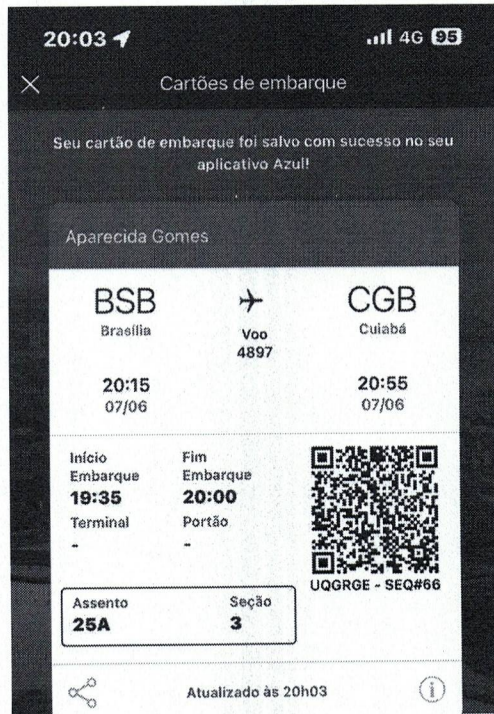 20:03 4G 95
Cartões de embarque
Seu cartão de embarque foi salvo com sucesso no seu
aplicativo Azul!
Aparecida Gomes
BSB CGB
Brasília Voo Cuiabá
4897
20:15 20:55
07/06 07/06
Início Fim
Embarque Embarque
19:35 20:00
Terminal Portão
- -
UQGRGE - SEQ#66
Assento Seção
25A 3
Atualizado às 20h03